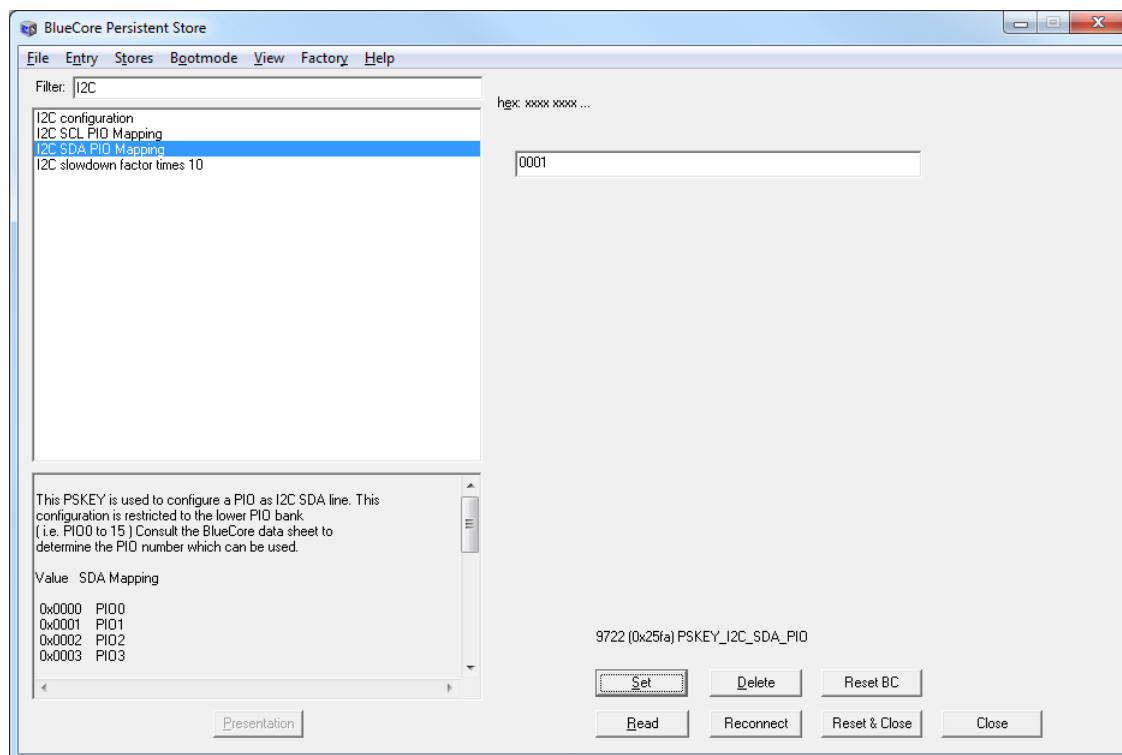 BlueCore Persistent Store
File Entry Stores Bootmode View Factory Help
Filter: I2C
hex: xxxx xxxx ...
I2C configuration
I2C SCL PIO Mapping
I2C SDA PIO Mapping
I2C slowdown factor times 10
0001
This PSKEY is used to configure a PIO as I2C SDA line. This
configuration is restricted to the lower PIO bank
( i.e. PIO0 to 15 ) Consult the BlueCore data sheet to
determine the PIO number which can be used.
Value SDA Mapping
0x0000 PIO0
0x0001 PIO1
0x0002 PIO2
0x0003 PIO3
9722 (0x25fa) PSKEY_I2C_SDA_PIO
Set Delete Reset BC
Presentation
Read Reconnect Reset & Close Close